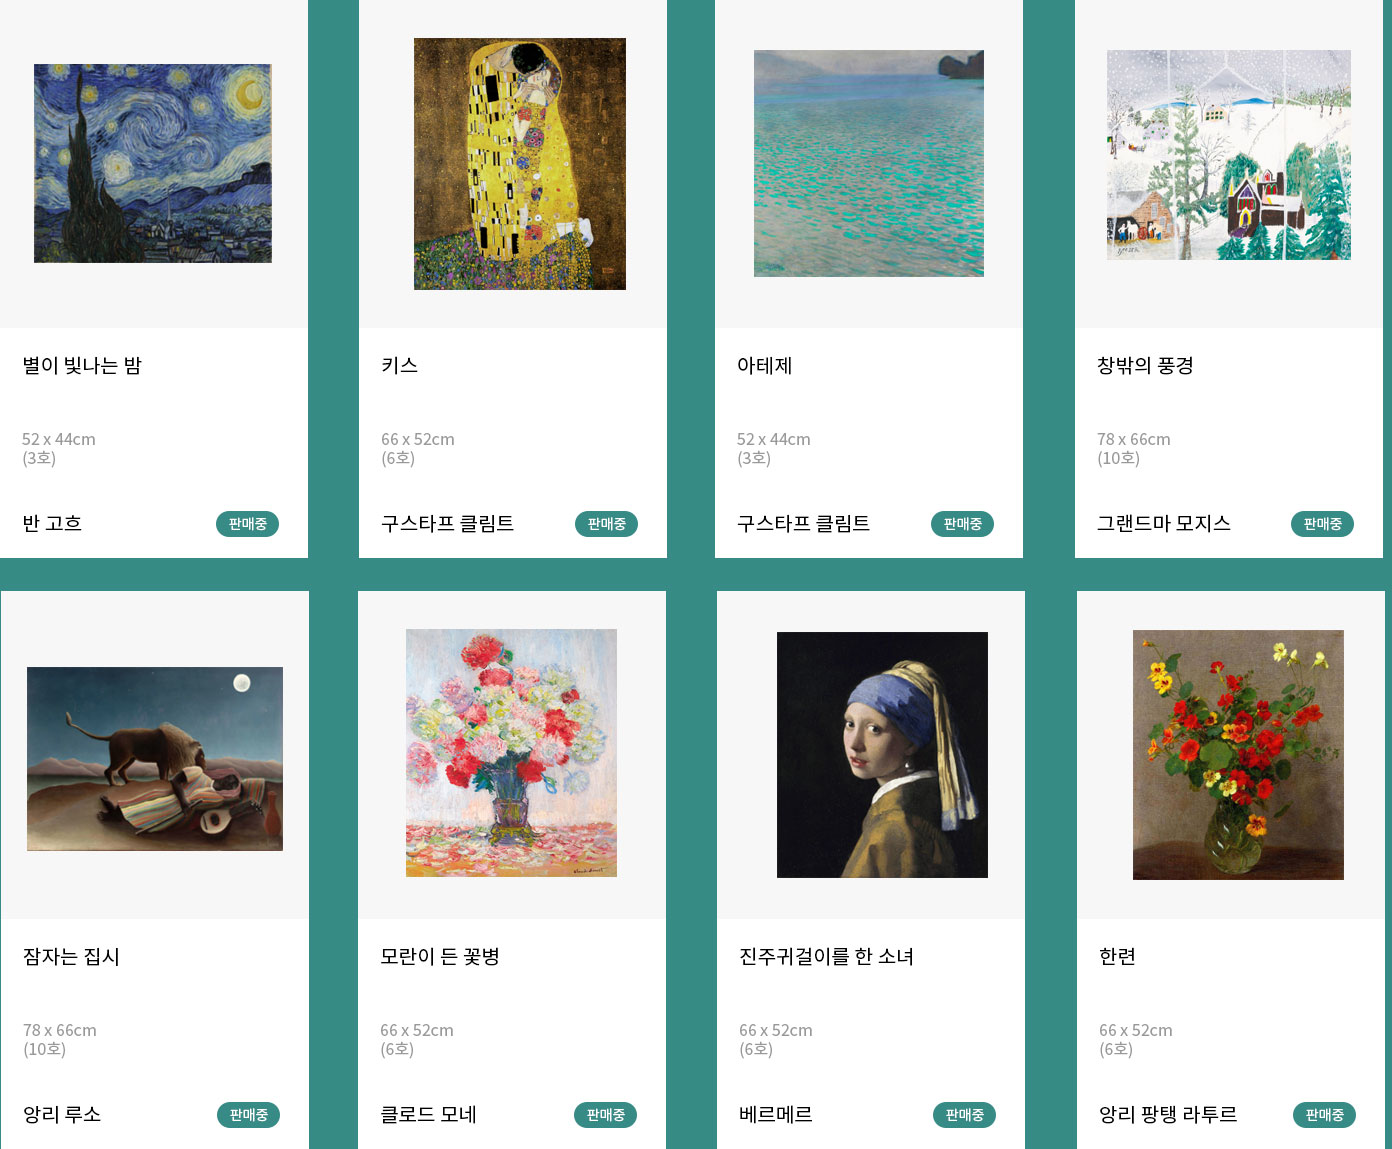 별이 빛나는 밤
52 x 44cm
(3호)
반 고흐
판매중
키스
66 x 52cm
(6호)
구스타프 클림트
판매중
아테제
52 x 44cm
(3호)
구스타프 클림트
판매중
창밖의 풍경
78 x 66cm
(10호)
그랜드마 모지스
판매중
잠자는 집시
78 x 66cm
(10호)
앙리 루소
판매중
모란이 든 꽃병
66 x 52cm
(6호)
클로드 모네
판매중
진주귀걸이를 한 소녀
66 x 52cm
(6호)
베르메르
판매중
한련
66 x 52cm
(6호)
앙리 팡탱 라투르
판매중